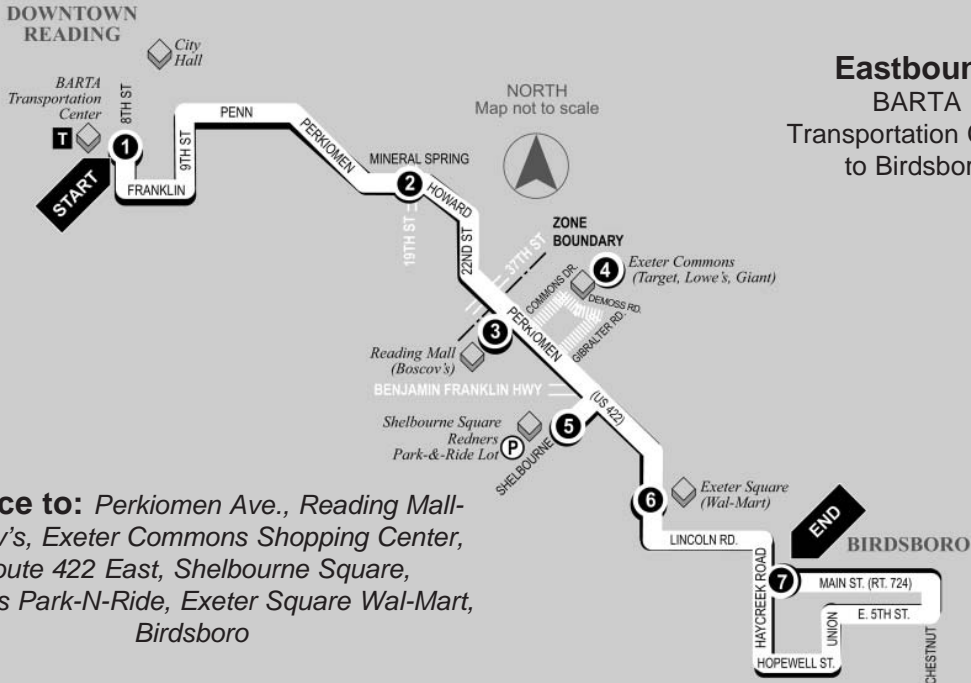 DOWNTOWN
READING
City
Hall
BARTA
Transportation
Center
T
8TH ST
1
START
FRANKLIN
9TH ST
PENN
PERKIOMEN
MINERAL SPRING
2
HOWARD
19TH ST
22ND ST
NORTH
Map not to scale
Eastboun
BARTA
Transportation C
to Birdsbor
ZONE
BOUNDARY
37TH ST
4
Exeter Commons
(Target, Lowe's, Giant)
COMMONS DR.
DEMOSS RD.
GIBRALTER RD.
3
PERKIOMEN
Reading Mall
(Boscov's)
BENJAMIN FRANKLIN HWY
(US 422)
Shelbourne Square
Redners
Park-&-Ride Lot
P
5
SHELBOURNE
6
Exeter Square
(Wal-Mart)
LINCOLN RD.
END
BIRDSBORO
HAYCREEK ROAD
7
MAIN ST. (RT. 724)
E. 5TH ST.
UNION
HOPEWELL ST.
CHESTNUT
ce to: Perkiomen Ave., Reading Mall-
y's, Exeter Commons Shopping Center,
oute 422 East, Shelbourne Square,
s Park-N-Ride, Exeter Square Wal-Mart,
Birdsboro